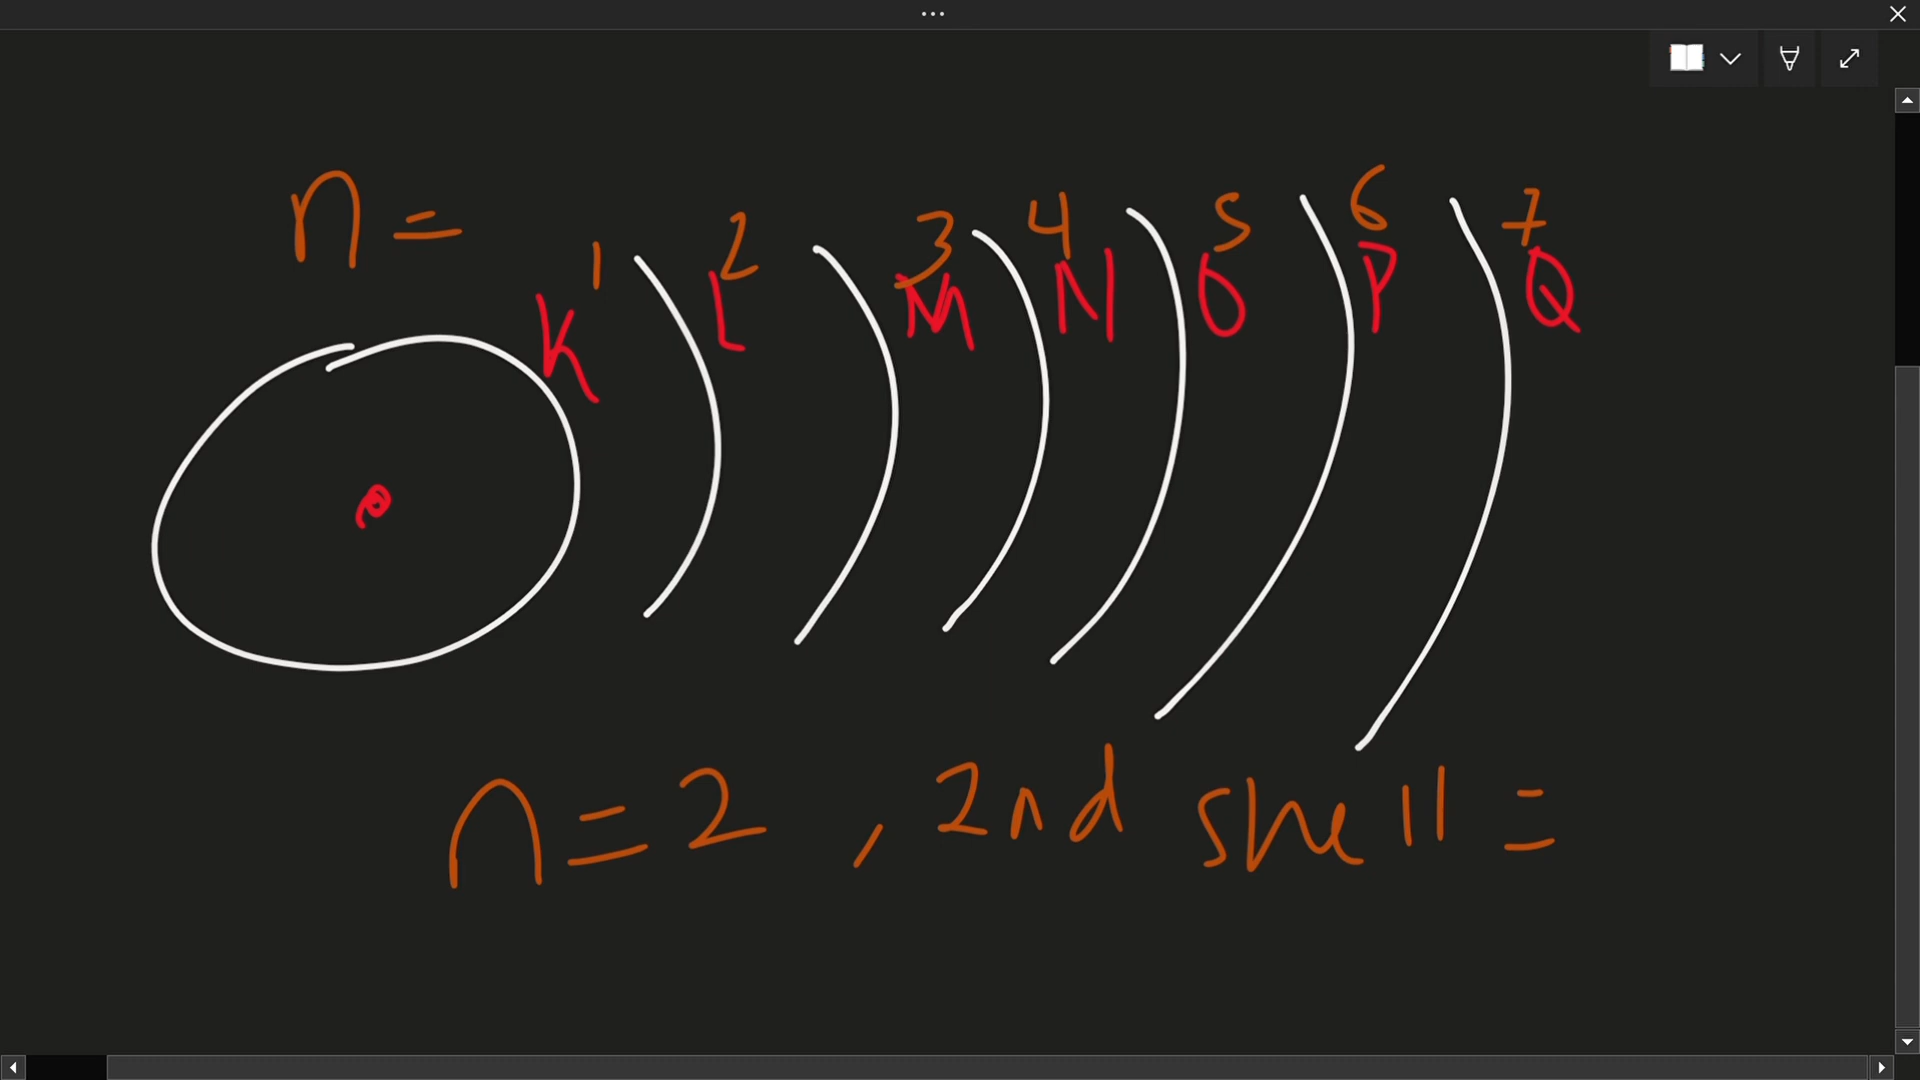 n = 1 2 3 4 5 6 7
K L M N O P Q
n = 2 , 2nd shell =